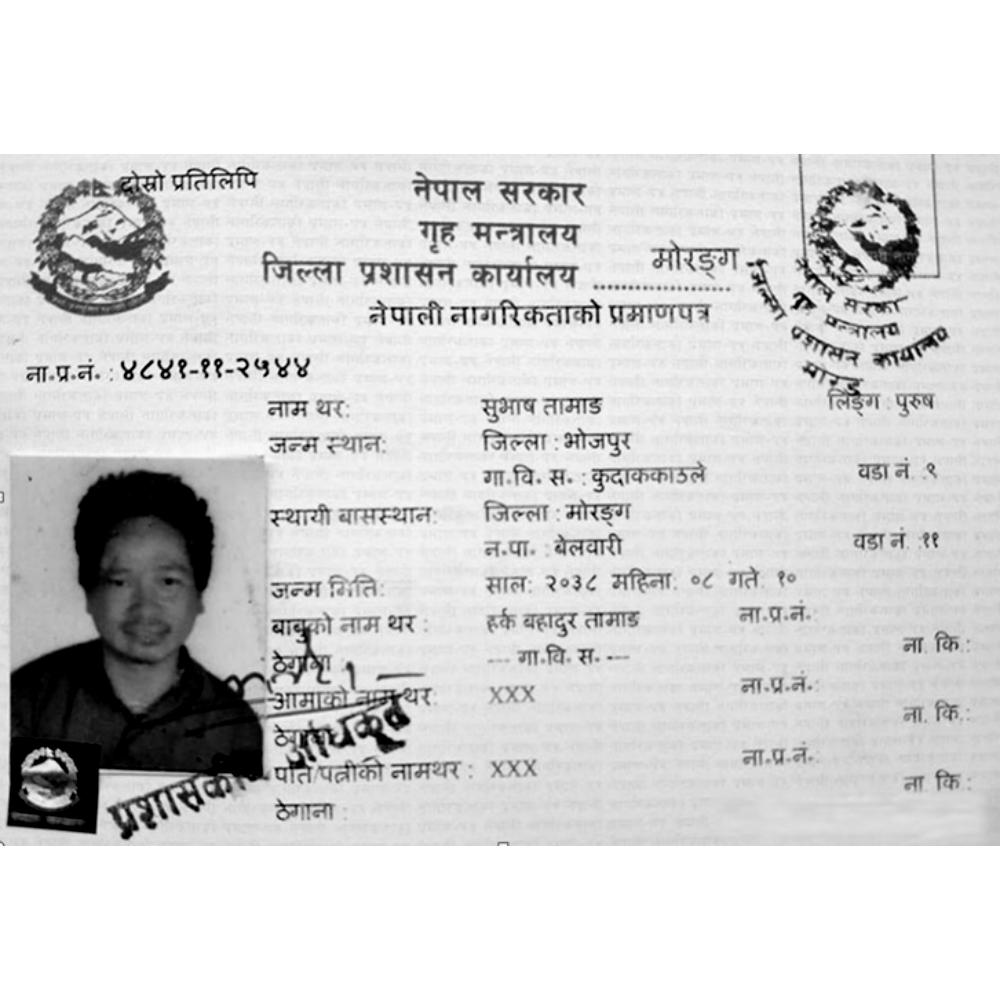 दोस्रो प्रतिलिपि
नेपाल सरकार
गृह मन्त्रालय
जिल्ला प्रशासन कार्यालय .................. मोरङ्ग
नेपाली नागरिकताको प्रमाणपत्र
नेपाल सरकार
गृह मन्त्रालय
जिल्ला प्रशासन कार्यालय
मोरङ
ना.प्र.नं. : ४८४१-११-२५४४
नाम थर: सुभाष तामाङ लिङ्ग : पुरुष
जन्म स्थान: जिल्ला : भोजपुर
गा.वि. स. : कुदाककाउले वडा नं. ९
स्थायी बासस्थान: जिल्ला : मोरङ्ग
न.पा. : बेलवारी वडा नं. ११
जन्म मिति: साल: २०३८ महिना: ०८ गते: १०
बाबुको नाम थर : हर्क बहादुर तामाङ ना.प्र.नं.:
ठेगाना : --- गा.वि. स. --- ना. कि.:
आमाको नाम थर: XXX ना.प्र.नं.:
ठेगाना ना. कि.:
पति/पत्नीको नामथर : XXX ना.प्र.नं.:
ठेगाना : ना. कि.:
प्रशासकीय अधिकृत